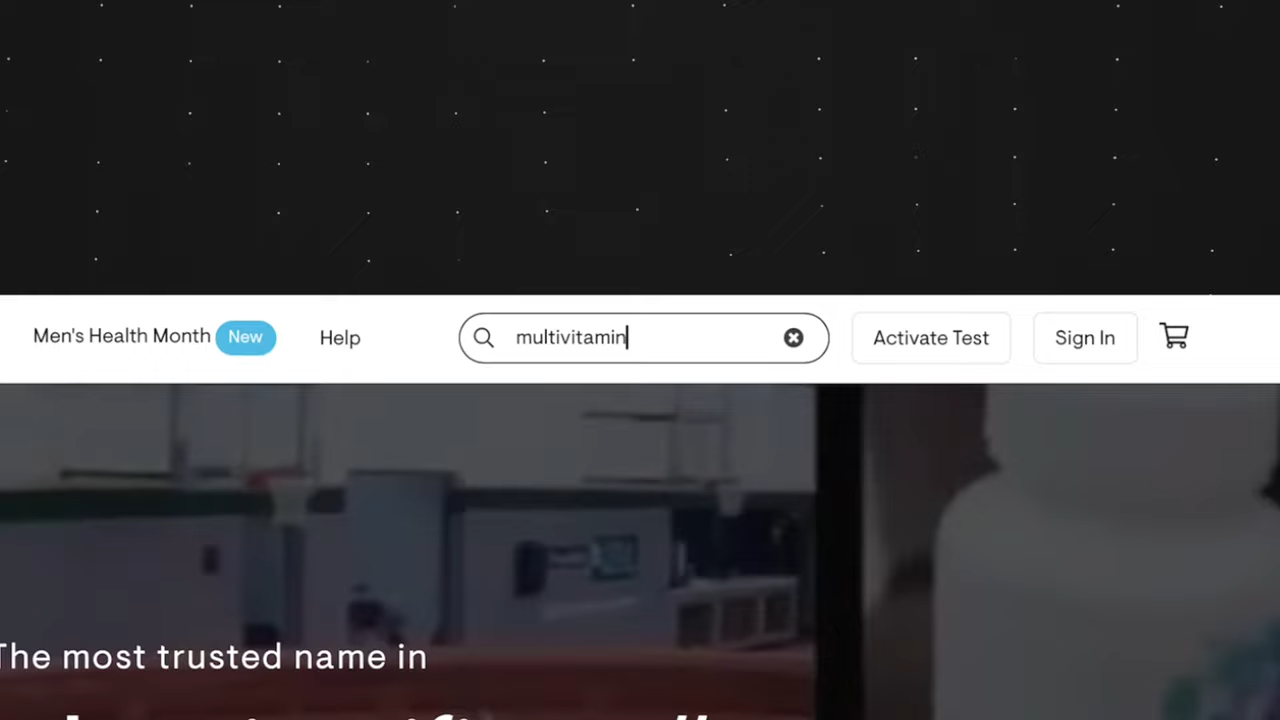 Men's Health Month New Help multivitamin Activate Test Sign In
The most trusted name in